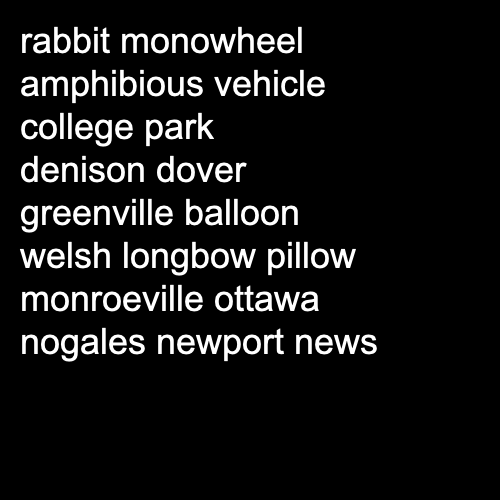 rabbit monowheel
amphibious vehicle
college park
denison dover
greenville balloon
welsh longbow pillow
monroeville ottawa
nogales newport news